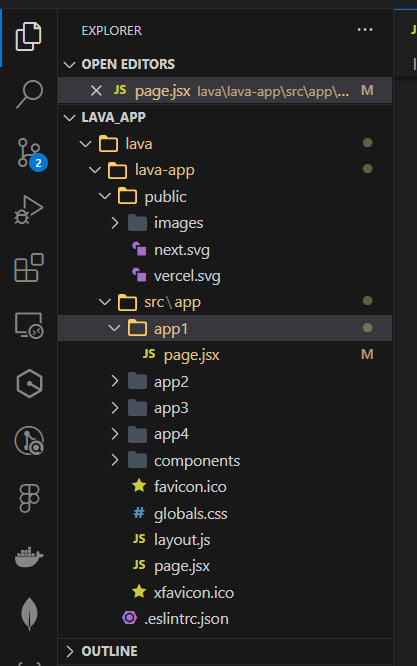 EXPLORER
OPEN EDITORS
JS page.jsx lava\lava-app\src\app\... M
LAVA_APP
lava
lava-app
public
images
next.svg
vercel.svg
src\app
app1
JS page.jsx M
app2
app3
app4
components
favicon.ico
# globals.css
JS layout.js
JS page.jsx
xfavicon.ico
.eslintrc.json
2
OUTLINE